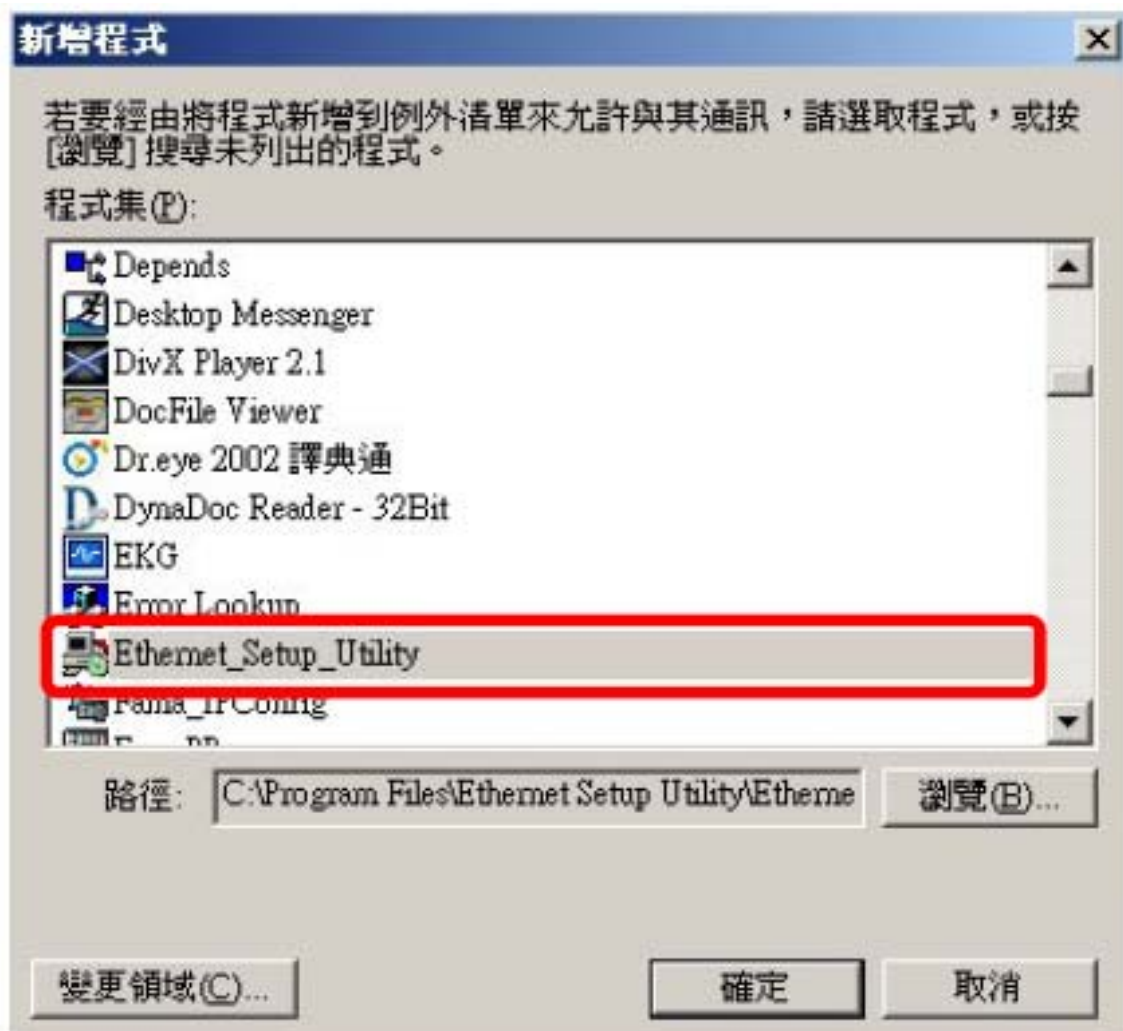 新增程式
若要經由將程式新增到例外清單來允許與其通訊，請選取程式，或按
[瀏覽] 搜尋未列出的程式。
程式集(P):
Depends
Desktop Messenger
DivX Player 2.1
DocFile Viewer
Dr.eye 2002 譯典通
DynaDoc Reader - 32Bit
EKG
Error Lookup
Ethernet_Setup_Utility
Fama_IPConfig
路徑: C:\Program Files\Ethernet Setup Utility\Etherne 瀏覽(B)...
變更領域(C)... 確定 取消